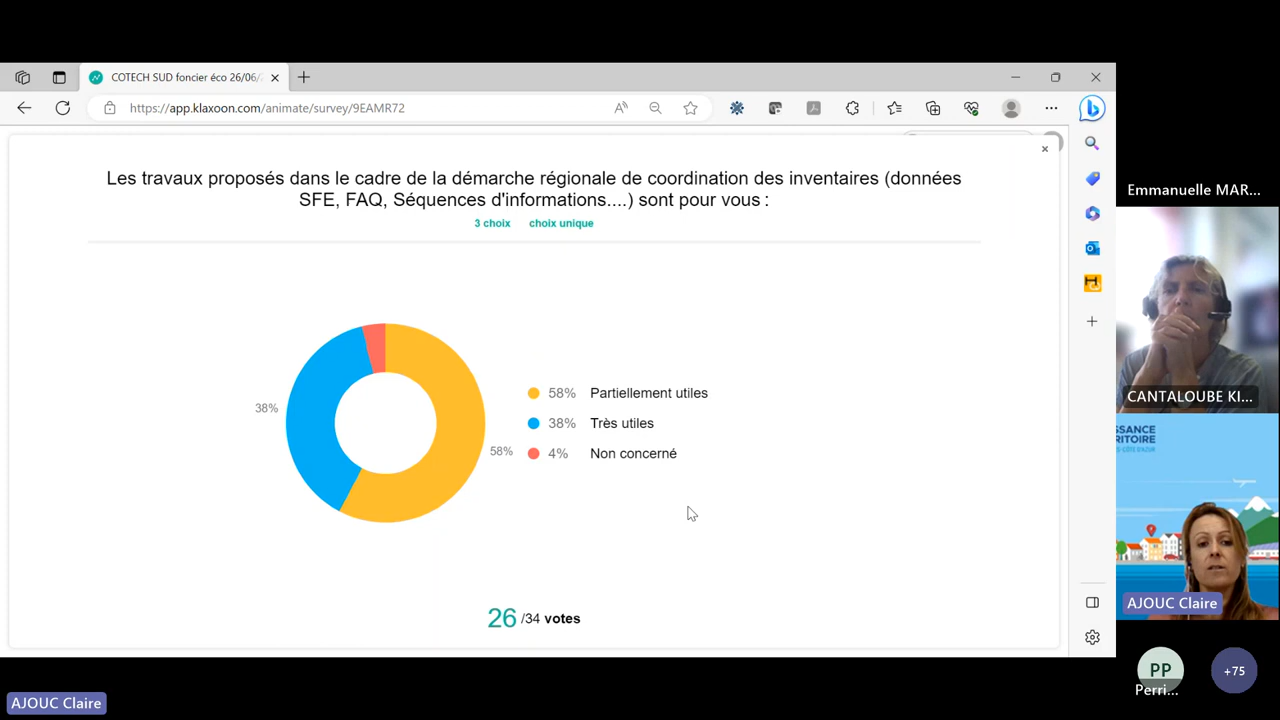 COTECH SUD foncier éco 26/06/
https://app.klaxoon.com/animate/survey/9EAMR72
Les travaux proposés dans le cadre de la démarche régionale de coordination des inventaires (données
SFE, FAQ, Séquences d'informations....) sont pour vous :
3 choix choix unique
38%
58%
58% Partiellement utiles
38% Très utiles
4% Non concerné
26 /34 votes
Emmanuelle MAR...
CANTALOUBE KI...
AJOUC Claire
PP
Perri...
+75
AJOUC Claire